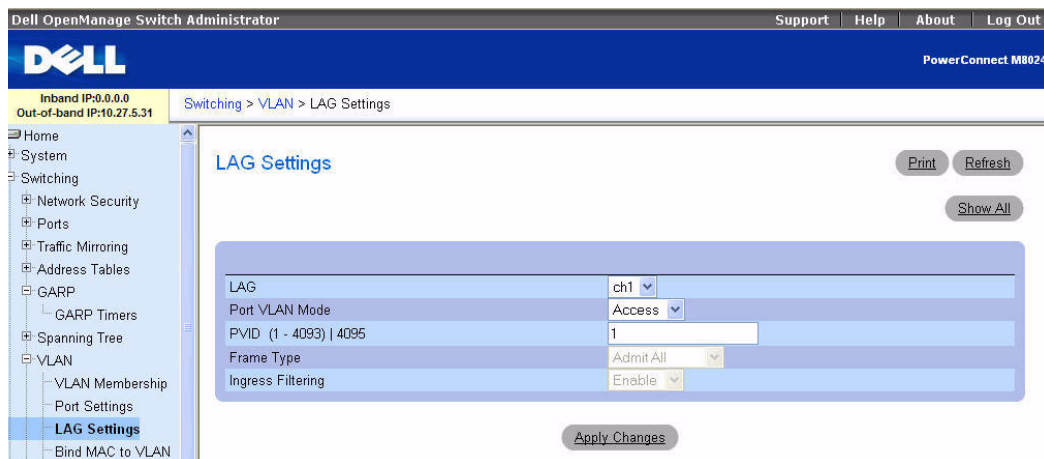 Dell OpenManage Switch Administrator
Support | Help | About | Log Out
DELL
PowerConnect M8024
Inband IP:0.0.0.0
Out-of-band IP:10.27.5.31
Switching > VLAN > LAG Settings
Home
System
Switching
Network Security
Ports
Traffic Mirroring
Address Tables
GARP
GARP Timers
Spanning Tree
VLAN
VLAN Membership
Port Settings
LAG Settings
Bind MAC to VLAN
LAG Settings
Print Refresh
Show All
LAG ch1
Port VLAN Mode Access
PVID (1 - 4093) | 4095 1
Frame Type Admit All
Ingress Filtering Enable
Apply Changes